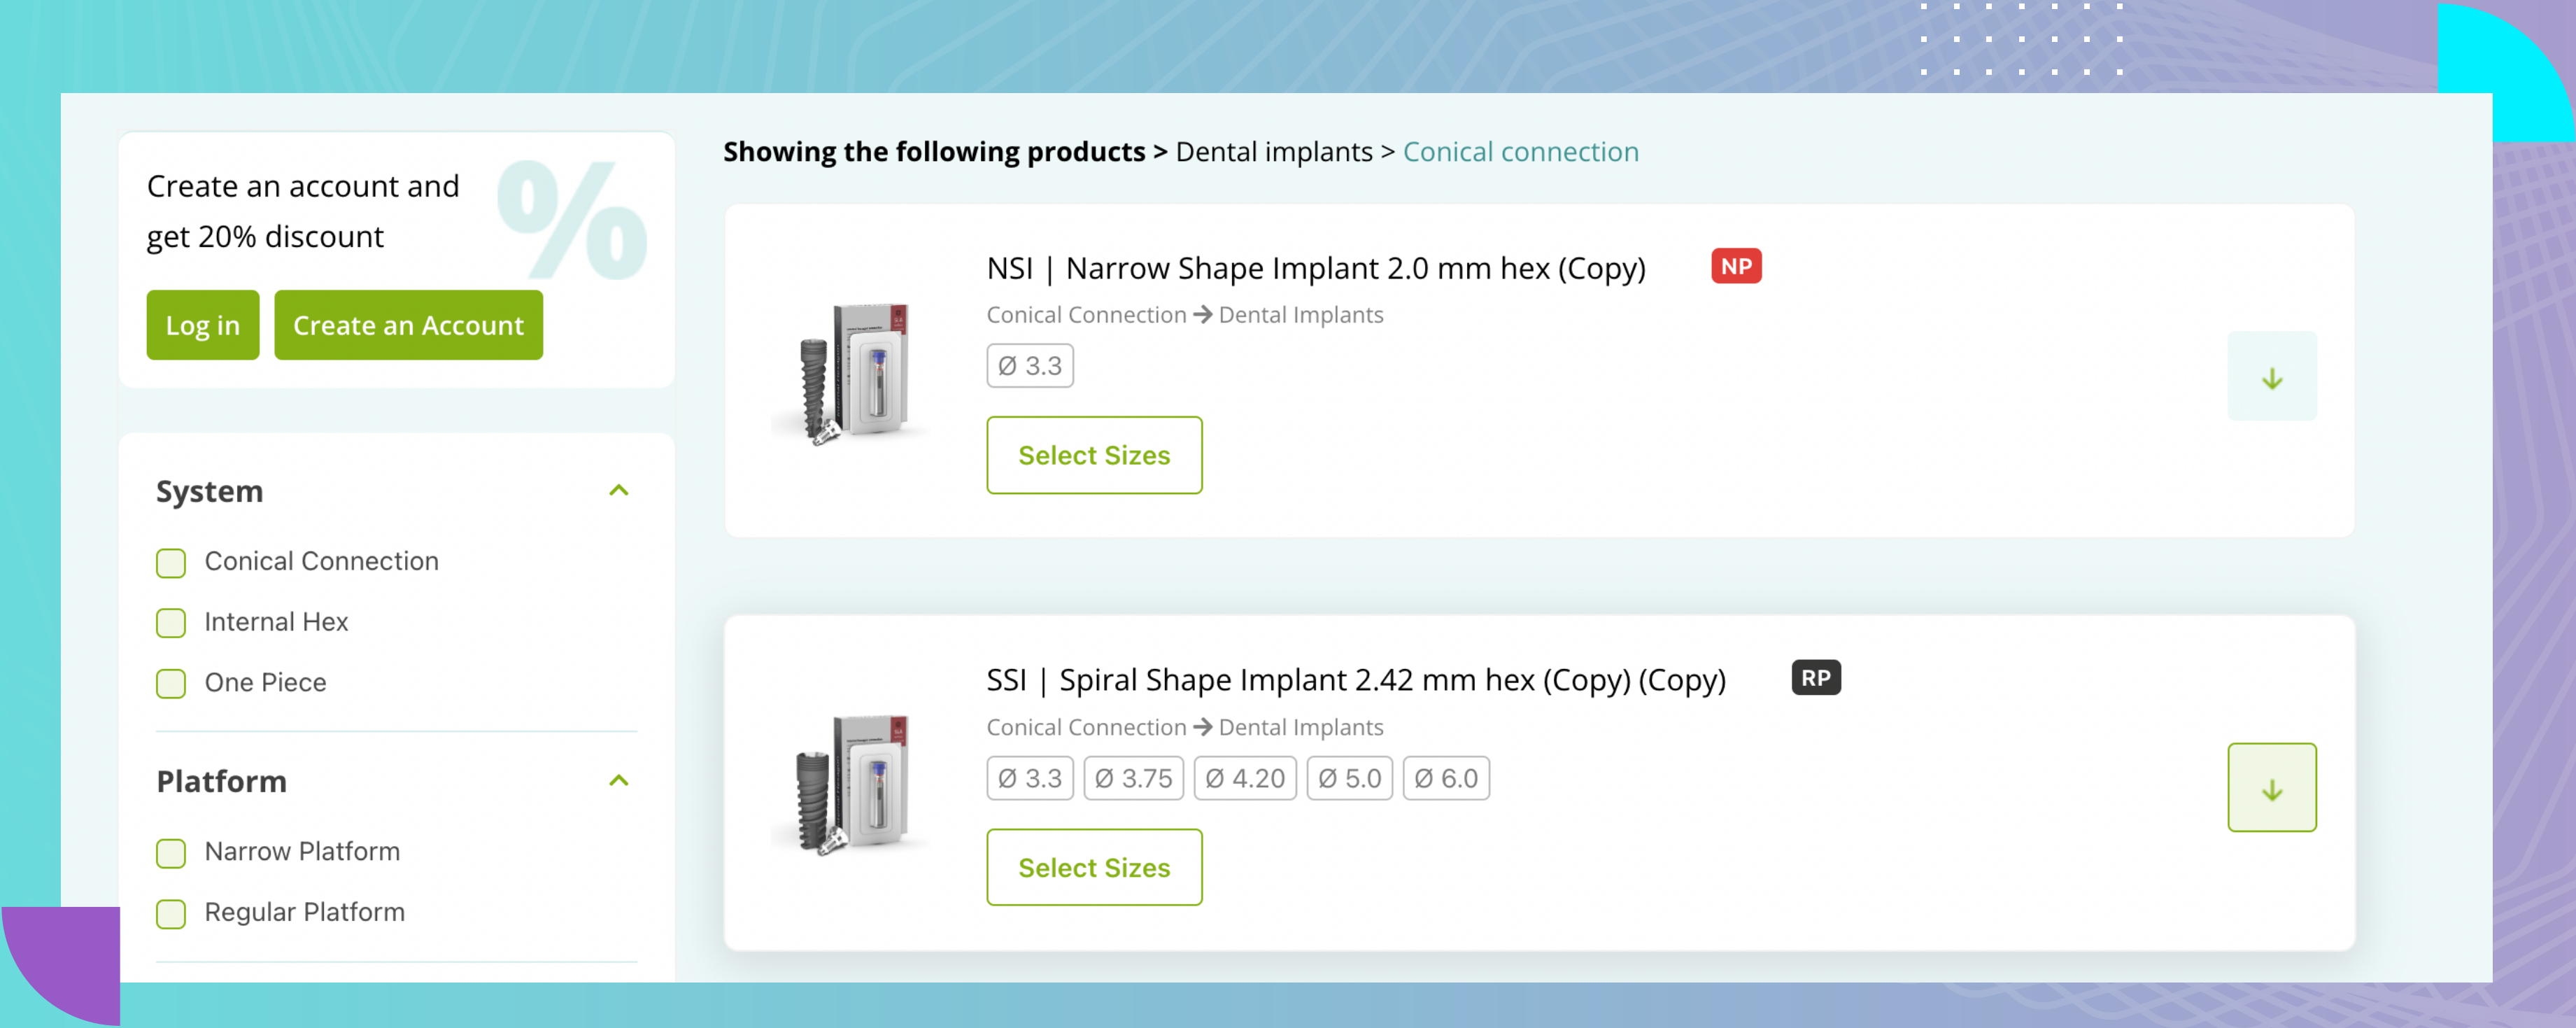 Create an account and
get 20% discount
%
Log in
Create an Account
System
Conical Connection
Internal Hex
One Piece
Platform
Narrow Platform
Regular Platform
Showing the following products > Dental implants > Conical connection
NSI | Narrow Shape Implant 2.0 mm hex (Copy) NP
Conical Connection → Dental Implants
Ø 3.3
Select Sizes
SSI | Spiral Shape Implant 2.42 mm hex (Copy) (Copy) RP
Conical Connection → Dental Implants
Ø 3.3 Ø 3.75 Ø 4.20 Ø 5.0 Ø 6.0
Select Sizes